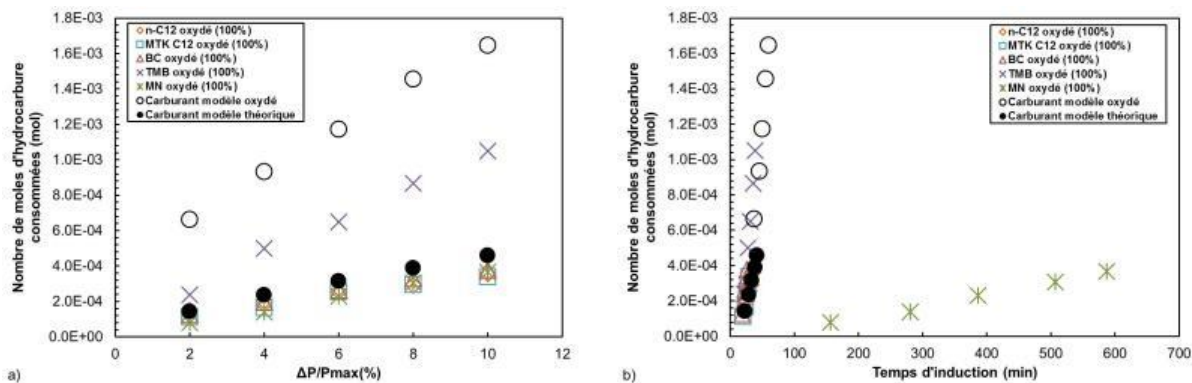 Nombre de moles d'hydrocarbure
consommées (mol)
1.8E-03
1.6E-03
1.4E-03
1.2E-03
1.0E-03
8.0E-04
6.0E-04
4.0E-04
2.0E-04
0.0E+00
n-C12 oxydé (100%)
MTK C12 oxydé (100%)
BC oxydé (100%)
TMB oxydé (100%)
MN oxydé (100%)
Carburant modèle oxydé
Carburant modèle théorique
0 2 4 6 8 10 12
ΔP/Pmax(%)
a)
Nombre de moles d'hydrocarbure
consommées (mol)
1.8E-03
1.6E-03
1.4E-03
1.2E-03
1.0E-03
8.0E-04
6.0E-04
4.0E-04
2.0E-04
0.0E+00
n-C12 oxydé (100%)
MTK C12 oxydé (100%)
BC oxydé (100%)
TMB oxydé (100%)
MN oxydé (100%)
Carburant modèle oxydé
Carburant modèle théorique
0 100 200 300 400 500 600 700
Temps d'induction (min)
b)